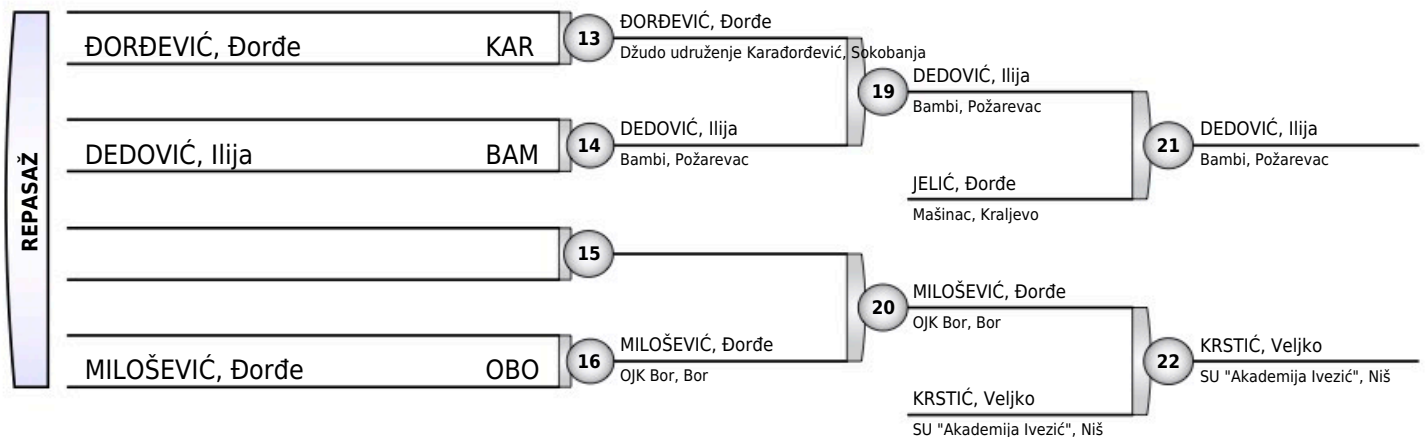 REPASAŽ
ĐORĐEVIĆ, Đorđe KAR
DEDOVIĆ, Ilija BAM
MILOŠEVIĆ, Đorđe OBO
13
ĐORĐEVIĆ, Đorđe
Džudo udruženje Karađorđević, Sokobanja
14
DEDOVIĆ, Ilija
Bambi, Požarevac
15
16
MILOŠEVIĆ, Đorđe
OJK Bor, Bor
19
DEDOVIĆ, Ilija
Bambi, Požarevac
JELIĆ, Đorđe
Mašinac, Kraljevo
20
MILOŠEVIĆ, Đorđe
OJK Bor, Bor
KRSTIĆ, Veljko
SU "Akademija Ivezić", Niš
21
DEDOVIĆ, Ilija
Bambi, Požarevac
22
KRSTIĆ, Veljko
SU "Akademija Ivezić", Niš